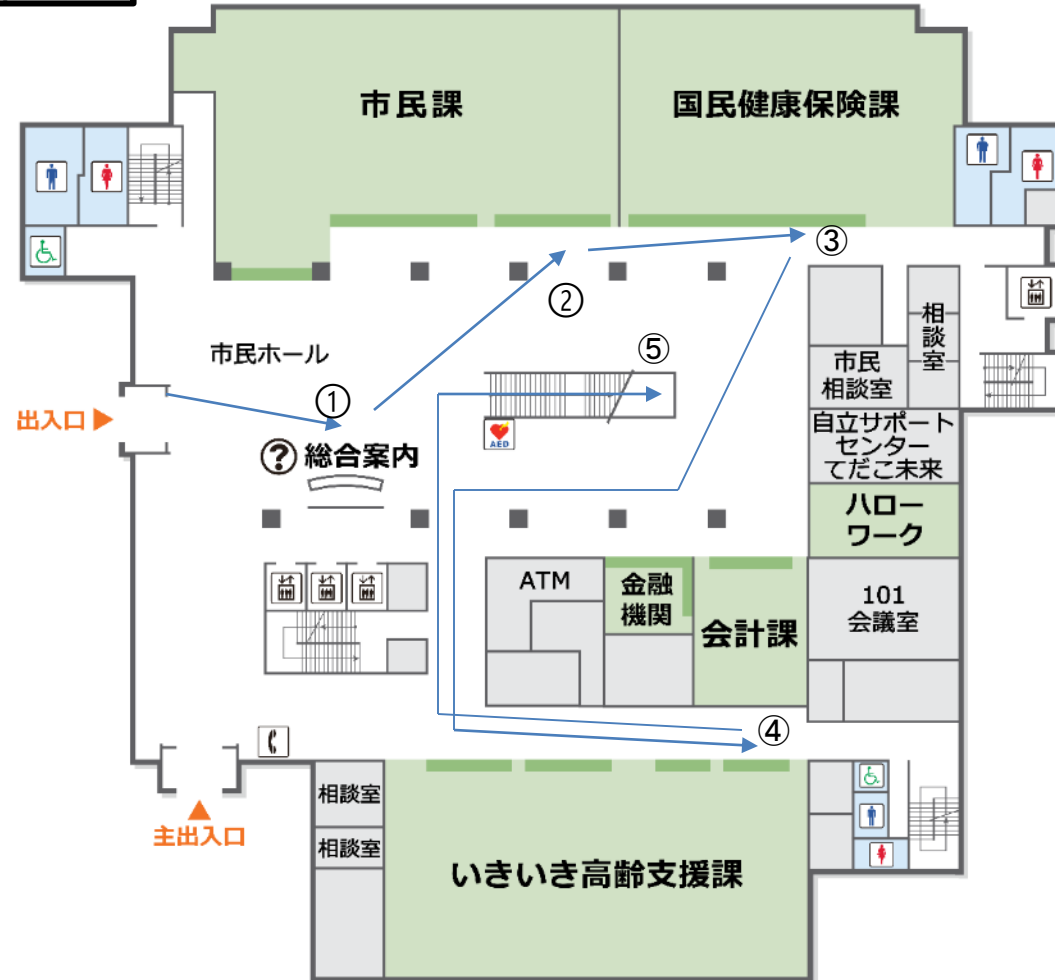 市民課
国民健康保険課
③
②
⑤
市民ホール
①
出入口
? 総合案内
AED
相談室
市民
相談室
自立サポート
センター
てだこ未来
ハロー
ワーク
ATM
金融
機関
会計課
101
会議室
④
主出入口
相談室
相談室
いきいき高齢支援課